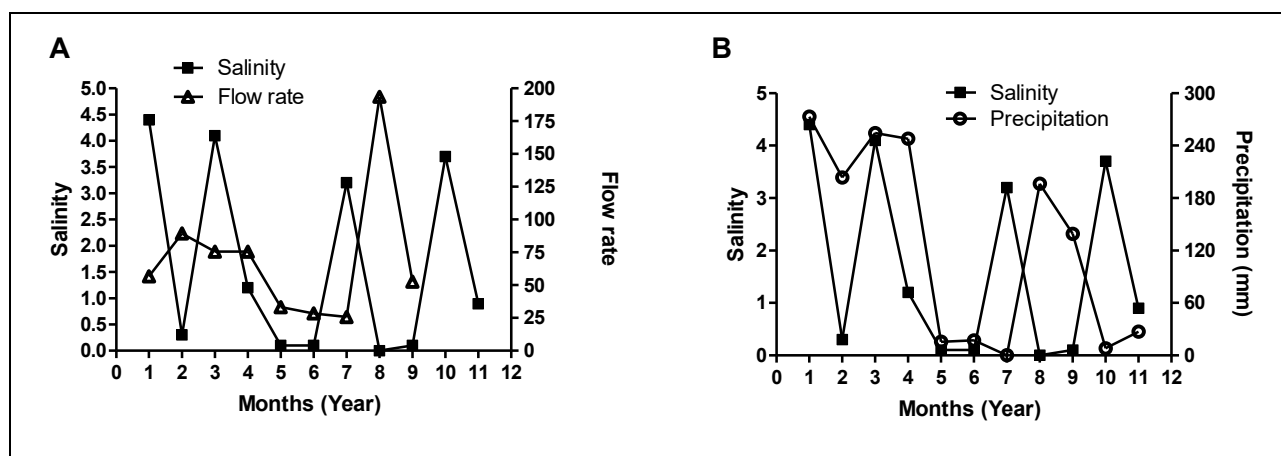 A
Salinity
Flow rate
5.0
4.5
4.0
3.5
3.0
2.5
2.0
1.5
1.0
0.5
0.0
Salinity
200
175
150
125
100
75
50
25
0
Flow rate
0 1 2 3 4 5 6 7 8 9 10 11 12
Months (Year)
B
Salinity
Precipitation
5
4
3
2
1
0
Salinity
300
240
180
120
60
0
Precipitation (mm)
0 1 2 3 4 5 6 7 8 9 10 11 12
Months (Year)